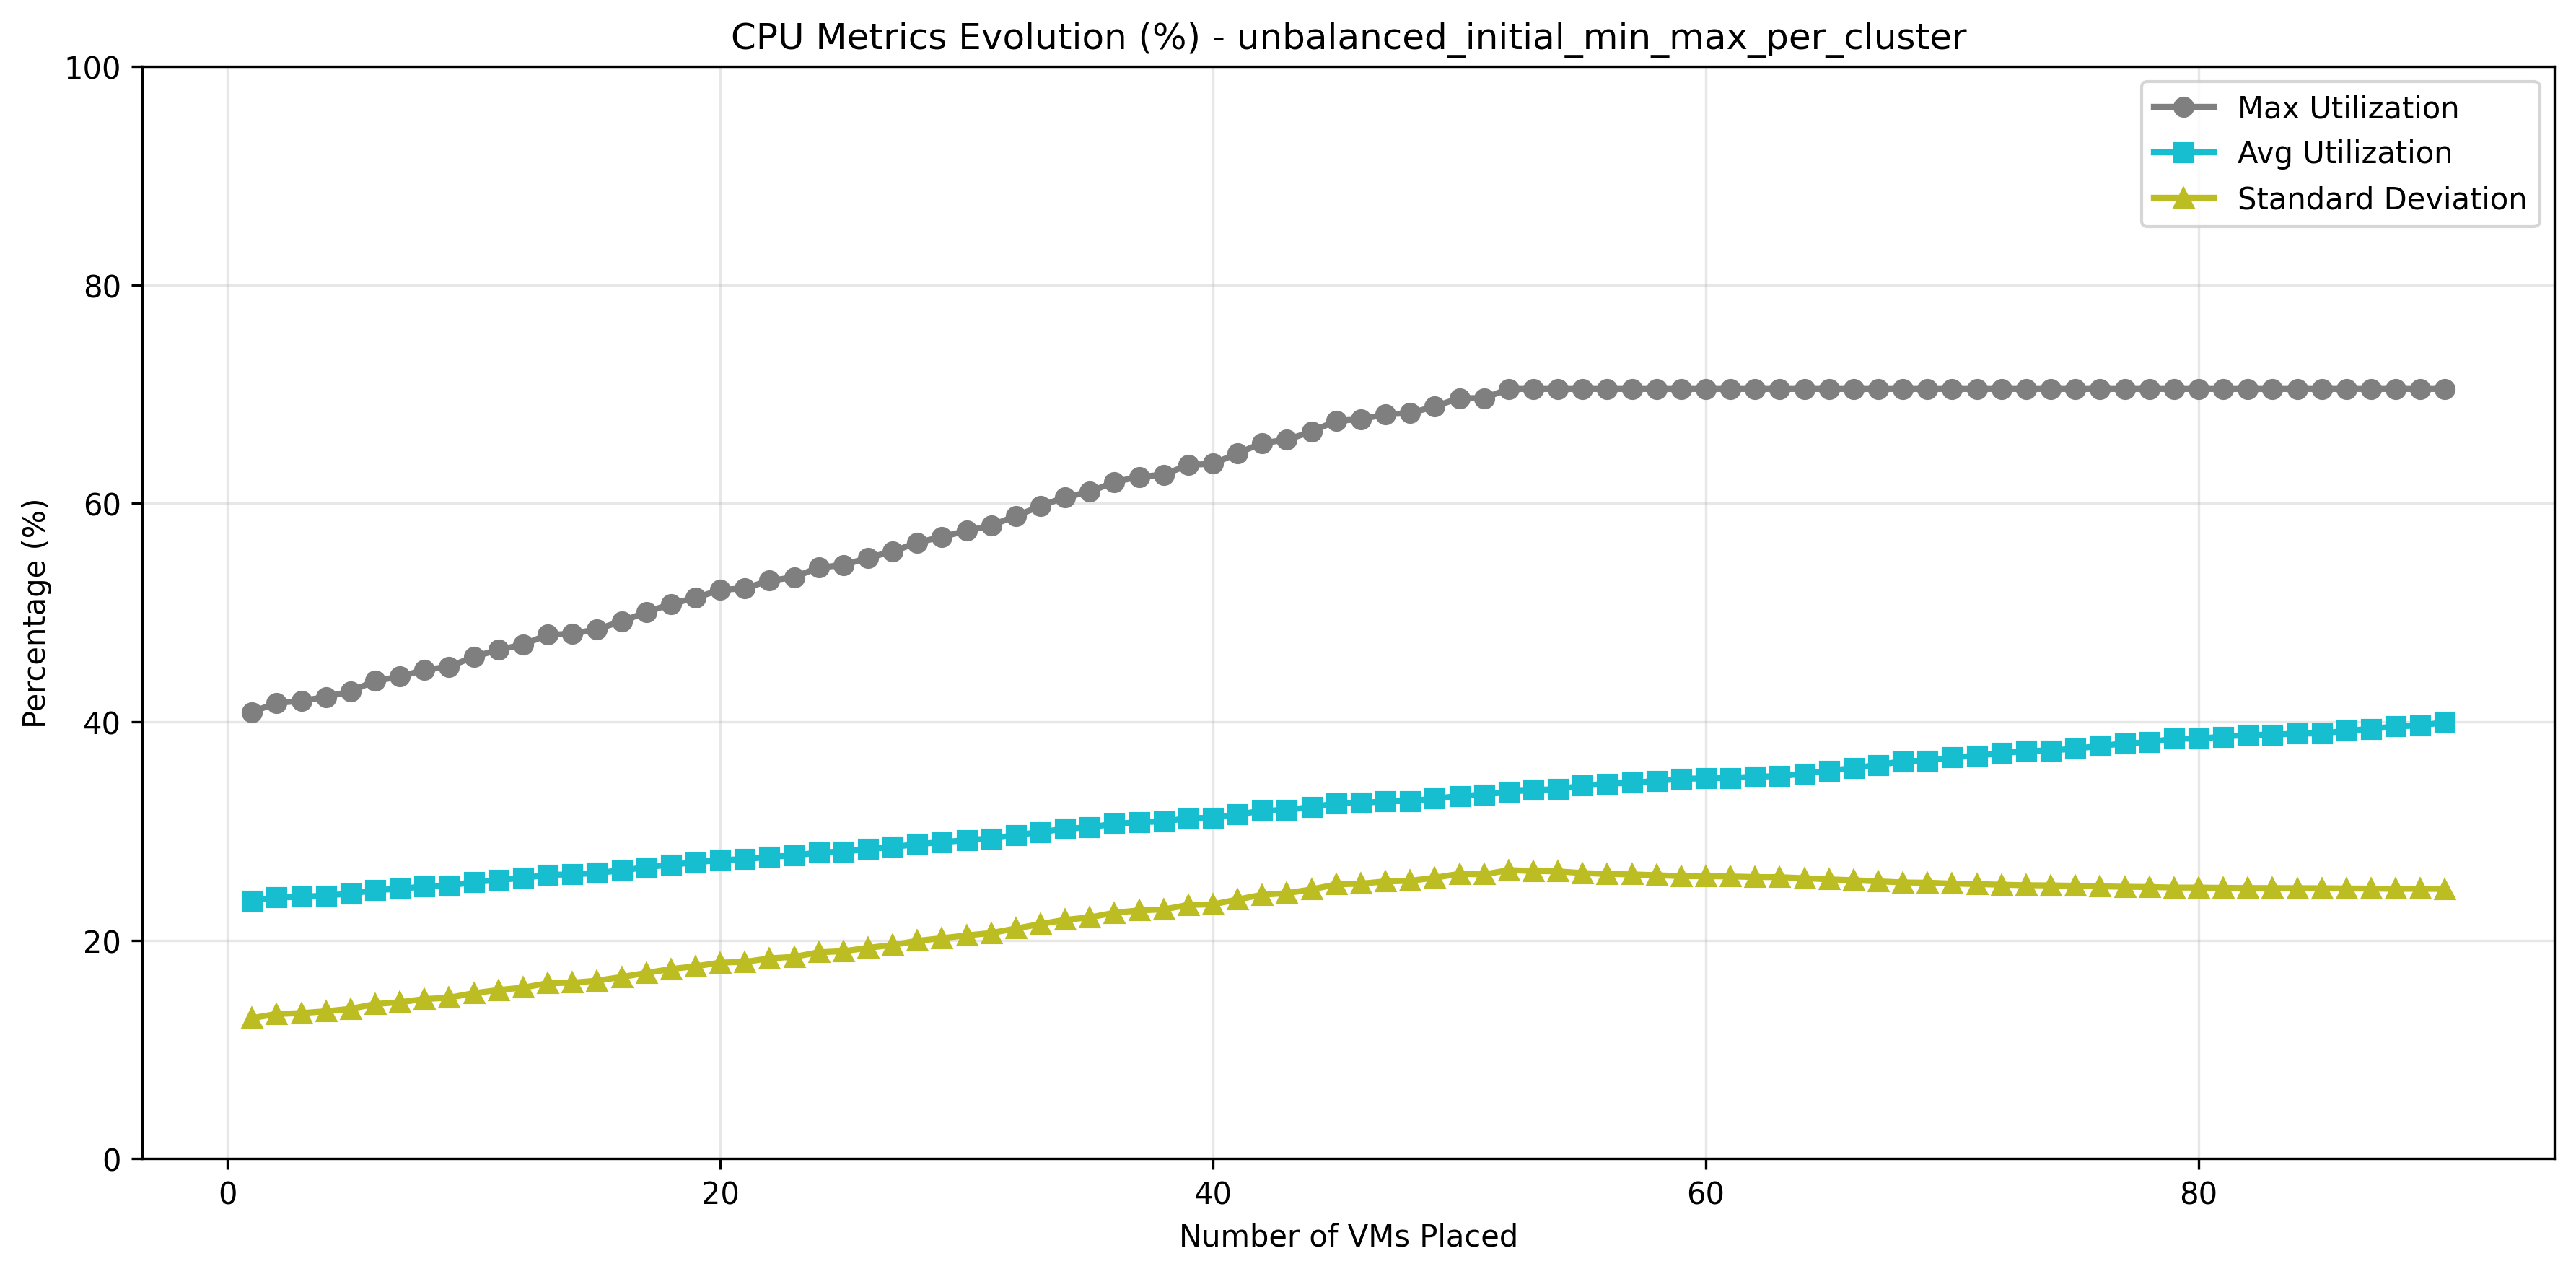 CPU Metrics Evolution (%) - unbalanced_initial_min_max_per_cluster
100
80
60
40
20
0
Percentage (%)
Max Utilization
Avg Utilization
Standard Deviation
0 20 40 60 80
Number of VMs Placed